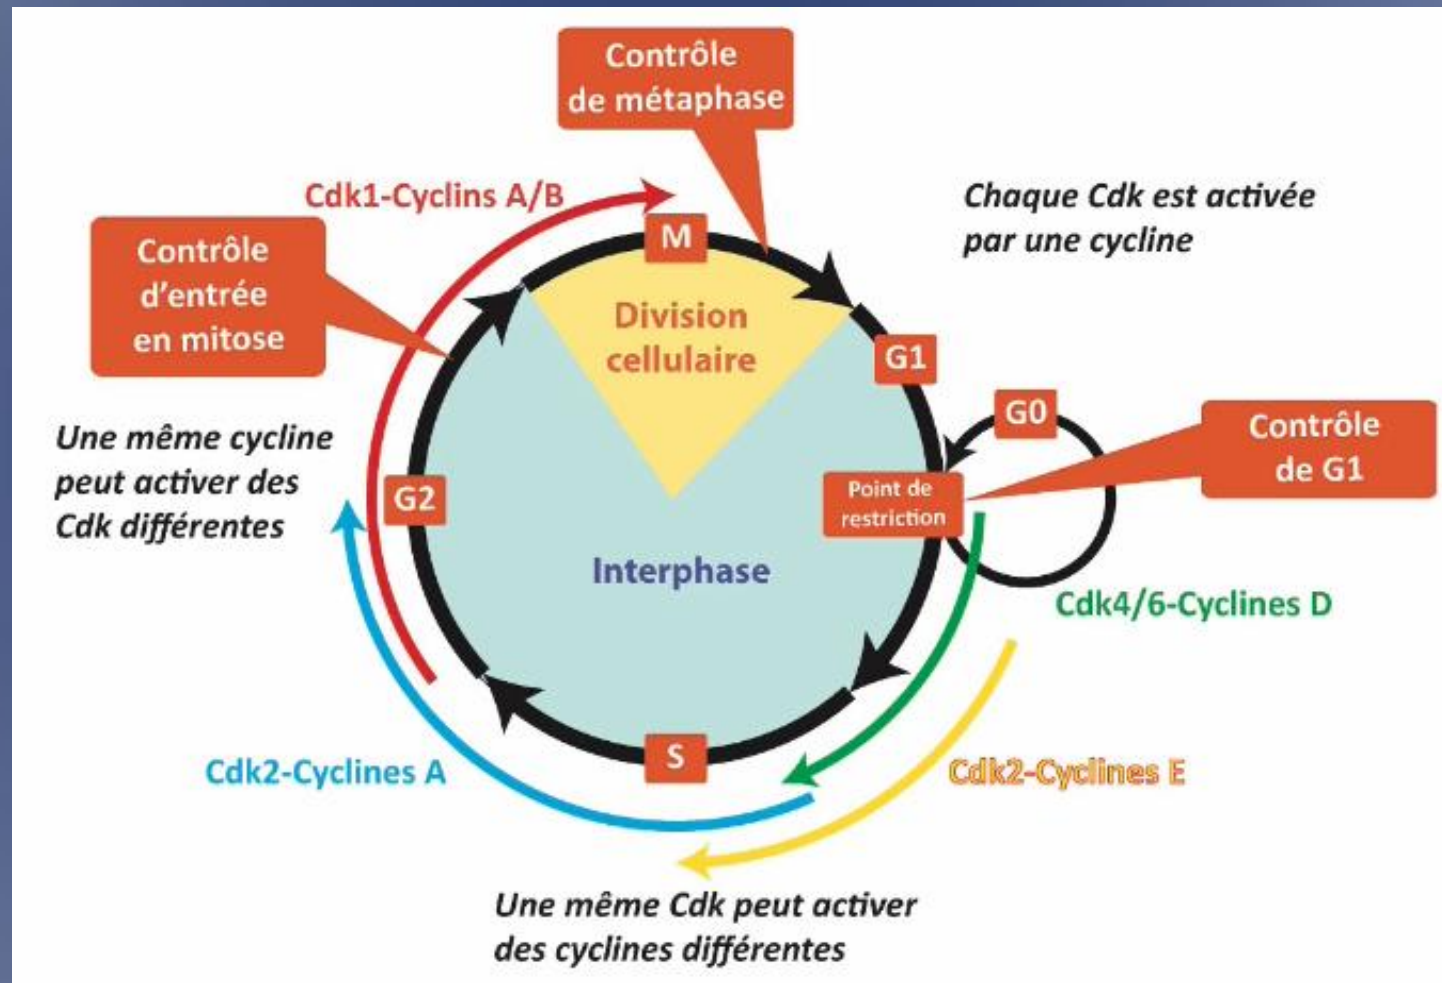 Contrôle
de métaphase
Cdk1-Cyclins A/B
Chaque Cdk est activée
par une cycline
Contrôle
d'entrée
en mitose
M
Division
cellulaire
G1
G0
Contrôle
de G1
Une même cycline
peut activer des
Cdk différentes
G2
Point de
restriction
Interphase
Cdk4/6-Cyclines D
Cdk2-Cyclines A
S
Cdk2-Cyclines E
Une même Cdk peut activer
des cyclines différentes